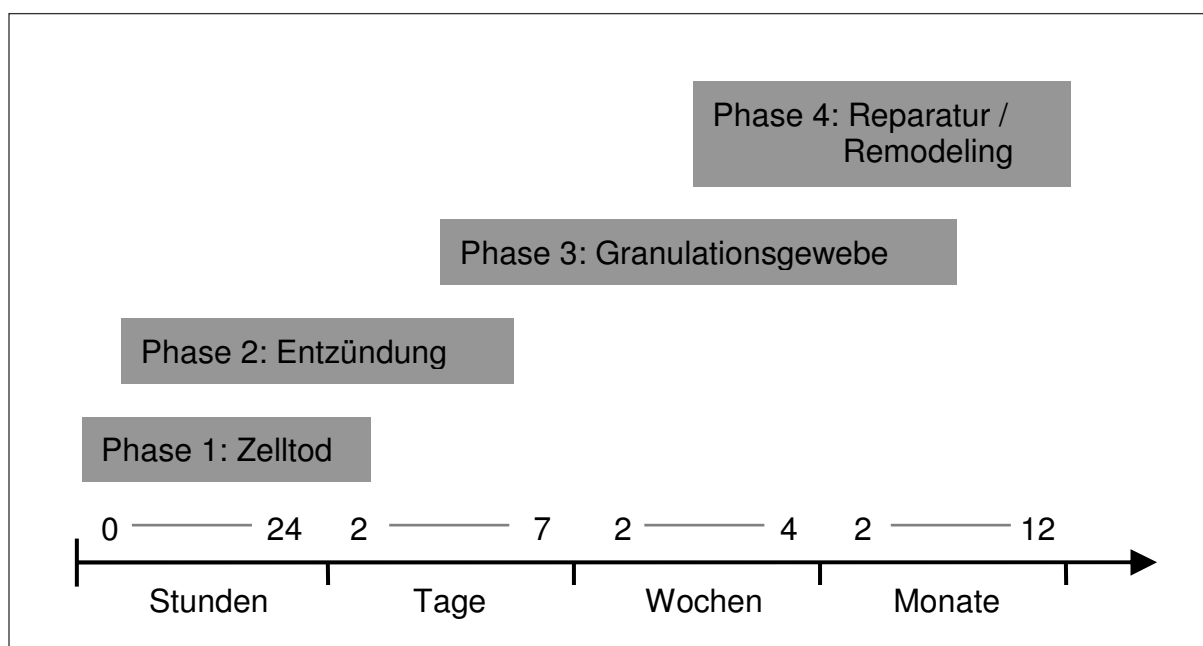 Phase 4: Reparatur /
Remodeling
Phase 3: Granulationsgewebe
Phase 2: Entzündung
Phase 1: Zelltod
0 24 2 7 2 4 2 12
Stunden Tage Wochen Monate